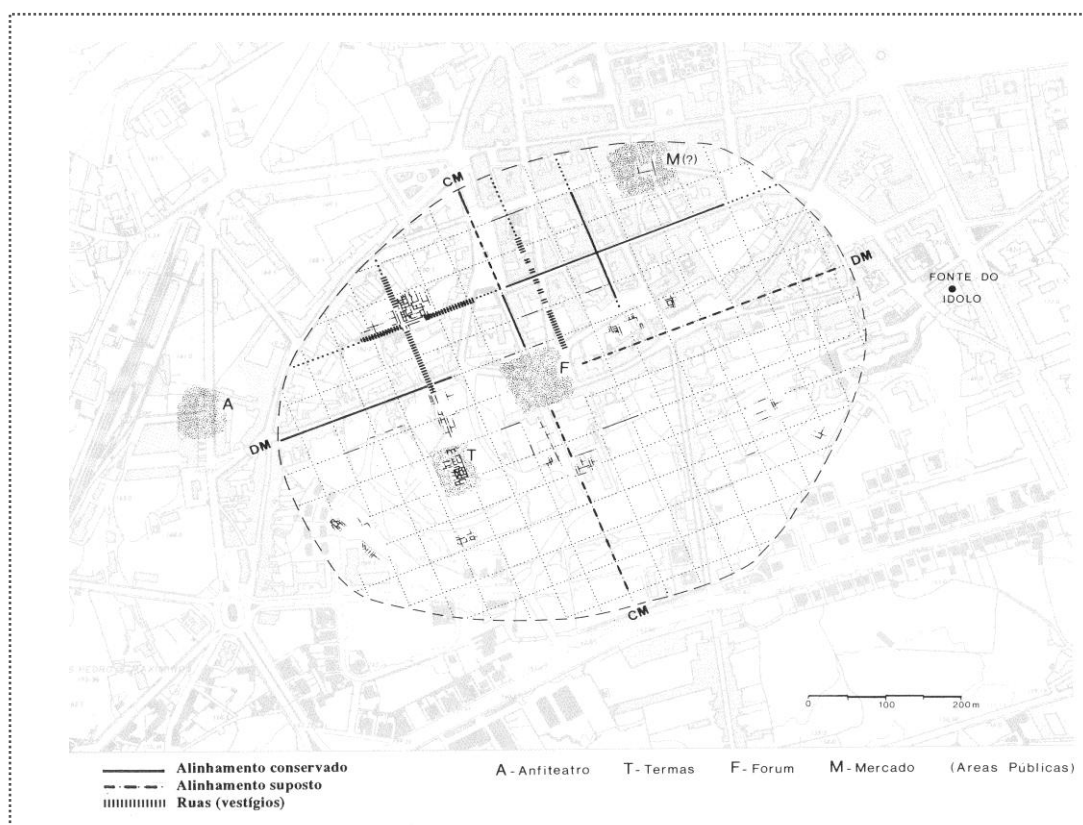 M(?)
CM
DM
FONTE DO
IDOLO
F
A
DM
T
CM
0 100 200m
Alinhamento conservado
Alinhamento suposto
Ruas (vestígios)
A - Anfiteatro T - Termas F - Forum M - Mercado (Areas Públicas)